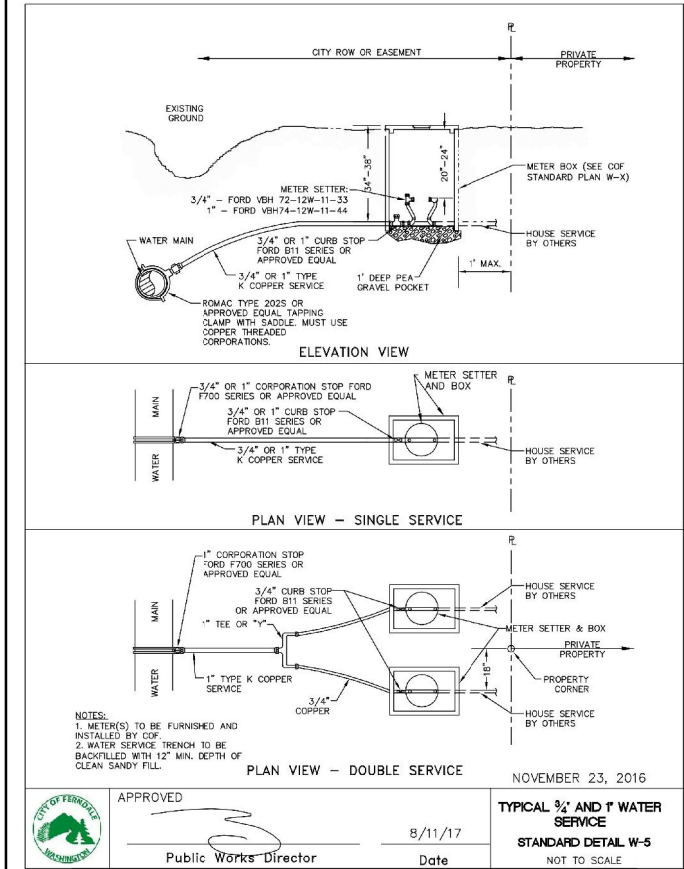 PL
CITY ROW OR EASEMENT
PRIVATE
PROPERTY
EXISTING
GROUND
34"-38"
20"-24"
METER BOX (SEE COF
STANDARD PLAN W-X)
METER SETTER:
3/4" - FORD VBH 72-12W-11-33
1" - FORD VBH74-12W-11-44
WATER MAIN
3/4" OR 1" CURB STOP
FORD B11 SERIES OR
APPROVED EQUAL
HOUSE SERVICE
BY OTHERS
3/4" OR 1" TYPE
K COPPER SERVICE
1' DEEP PEA
GRAVEL POCKET
1' MAX.
ROMAC TYPE 202S OR
APPROVED EQUAL TAPPING
CLAMP WITH SADDLE. MUST USE
COPPER THREADED
CORPORATIONS.
ELEVATION VIEW
METER SETTER
AND BOX
PL
3/4" OR 1" CORPORATION STOP FORD
F700 SERIES OR APPROVED EQUAL
3/4" OR 1" CURB STOP
FORD B11 SERIES OR
APPROVED EQUAL
WATER MAIN
3/4" OR 1" TYPE
K COPPER SERVICE
HOUSE SERVICE
BY OTHERS
PLAN VIEW - SINGLE SERVICE
PL
1" CORPORATION STOP
FORD F700 SERIES OR
APPROVED EQUAL
3/4" CURB STOP
FORD B11 SERIES
OR APPROVED EQUAL
1" TEE OR "Y"
HOUSE SERVICE
BY OTHERS
METER SETTER & BOX
PRIVATE
PROPERTY
WATER MAIN
1" TYPE K COPPER
SERVICE
18"
PROPERTY
CORNER
3/4"
COPPER
HOUSE SERVICE
BY OTHERS
NOTES:
1. METER(S) TO BE FURNISHED AND
INSTALLED BY COF.
2. WATER SERVICE TRENCH TO BE
BACKFILLED WITH 12" MIN. DEPTH OF
CLEAN SANDY FILL.
PLAN VIEW - DOUBLE SERVICE
NOVEMBER 23, 2016
CITY OF FERNDALE
WASHINGTON
APPROVED
Public Works Director
8/11/17
Date
TYPICAL ¾" AND 1" WATER
SERVICE
STANDARD DETAIL W-5
NOT TO SCALE